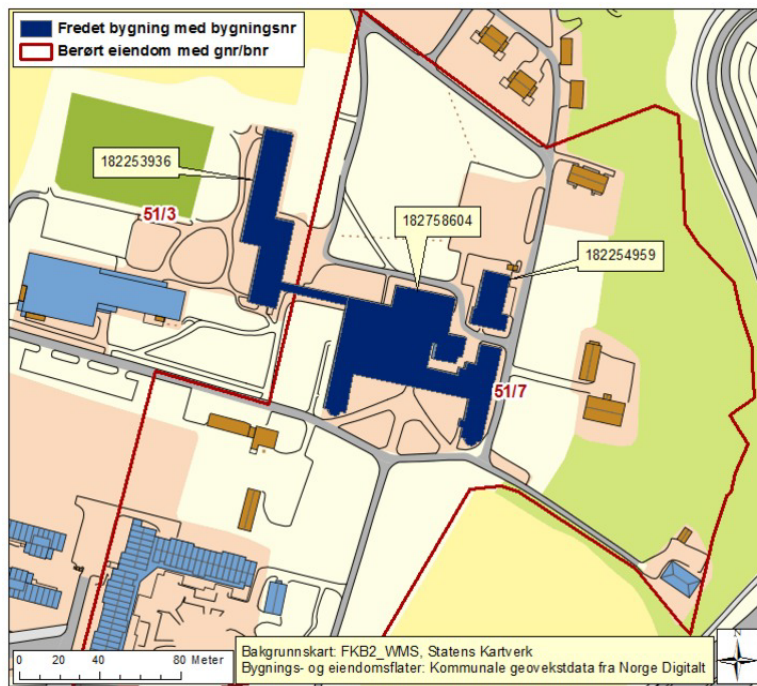 Fredet bygning med bygningsnr
Berørt eiendom med gnr/bnr
182253936
51/3
182758604
182254959
51/7
0 20 40 80 Meter
Bakgrunnskart: FKB2_WMS, Statens Kartverk
Bygnings- og eiendomsflater: Kommunale geovekstdata fra Norge Digitalt
N